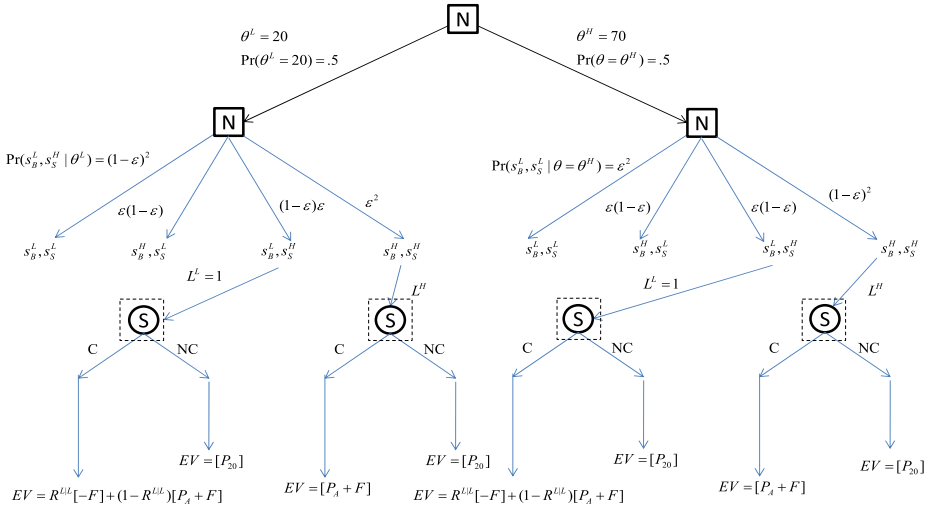 N
θ^L = 20
Pr(θ^L = 20) = .5
θ^H = 70
Pr(θ = θ^H) = .5
N
N
Pr(s_B^L, s_S^H | θ^L) = (1−ε)^2
ε(1−ε)
(1−ε)ε
ε^2
Pr(s_B^L, s_S^L | θ = θ^H) = ε^2
ε(1−ε)
ε(1−ε)
(1−ε)^2
s_B^L, s_S^L
s_B^H, s_S^L
s_B^L, s_S^H
s_B^H, s_S^H
s_B^L, s_S^L
s_B^H, s_S^L
s_B^L, s_S^H
s_B^H, s_S^H
L^L = 1
L^H
L^L = 1
L^H
S
S
S
S
C
NC
C
NC
C
NC
C
NC
EV = [P_20]
EV = [P_20]
EV = [P_20]
EV = [P_20]
EV = R^{L|L}[−F] + (1−R^{L|L})[P_A + F]
EV = [P_A + F]
EV = R^{L|L}[−F] + (1−R^{L|L})[P_A + F]
EV = [P_A + F]